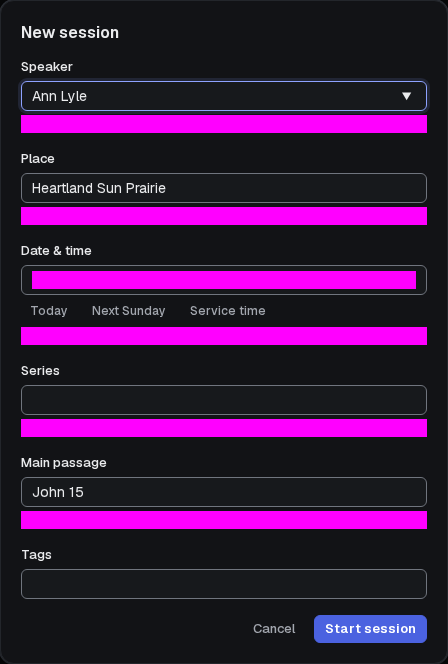 New session
Speaker
Ann Lyle
Place
Heartland Sun Prairie
Date & time
Today Next Sunday Service time
Series
Main passage
John 15
Tags
Cancel Start session